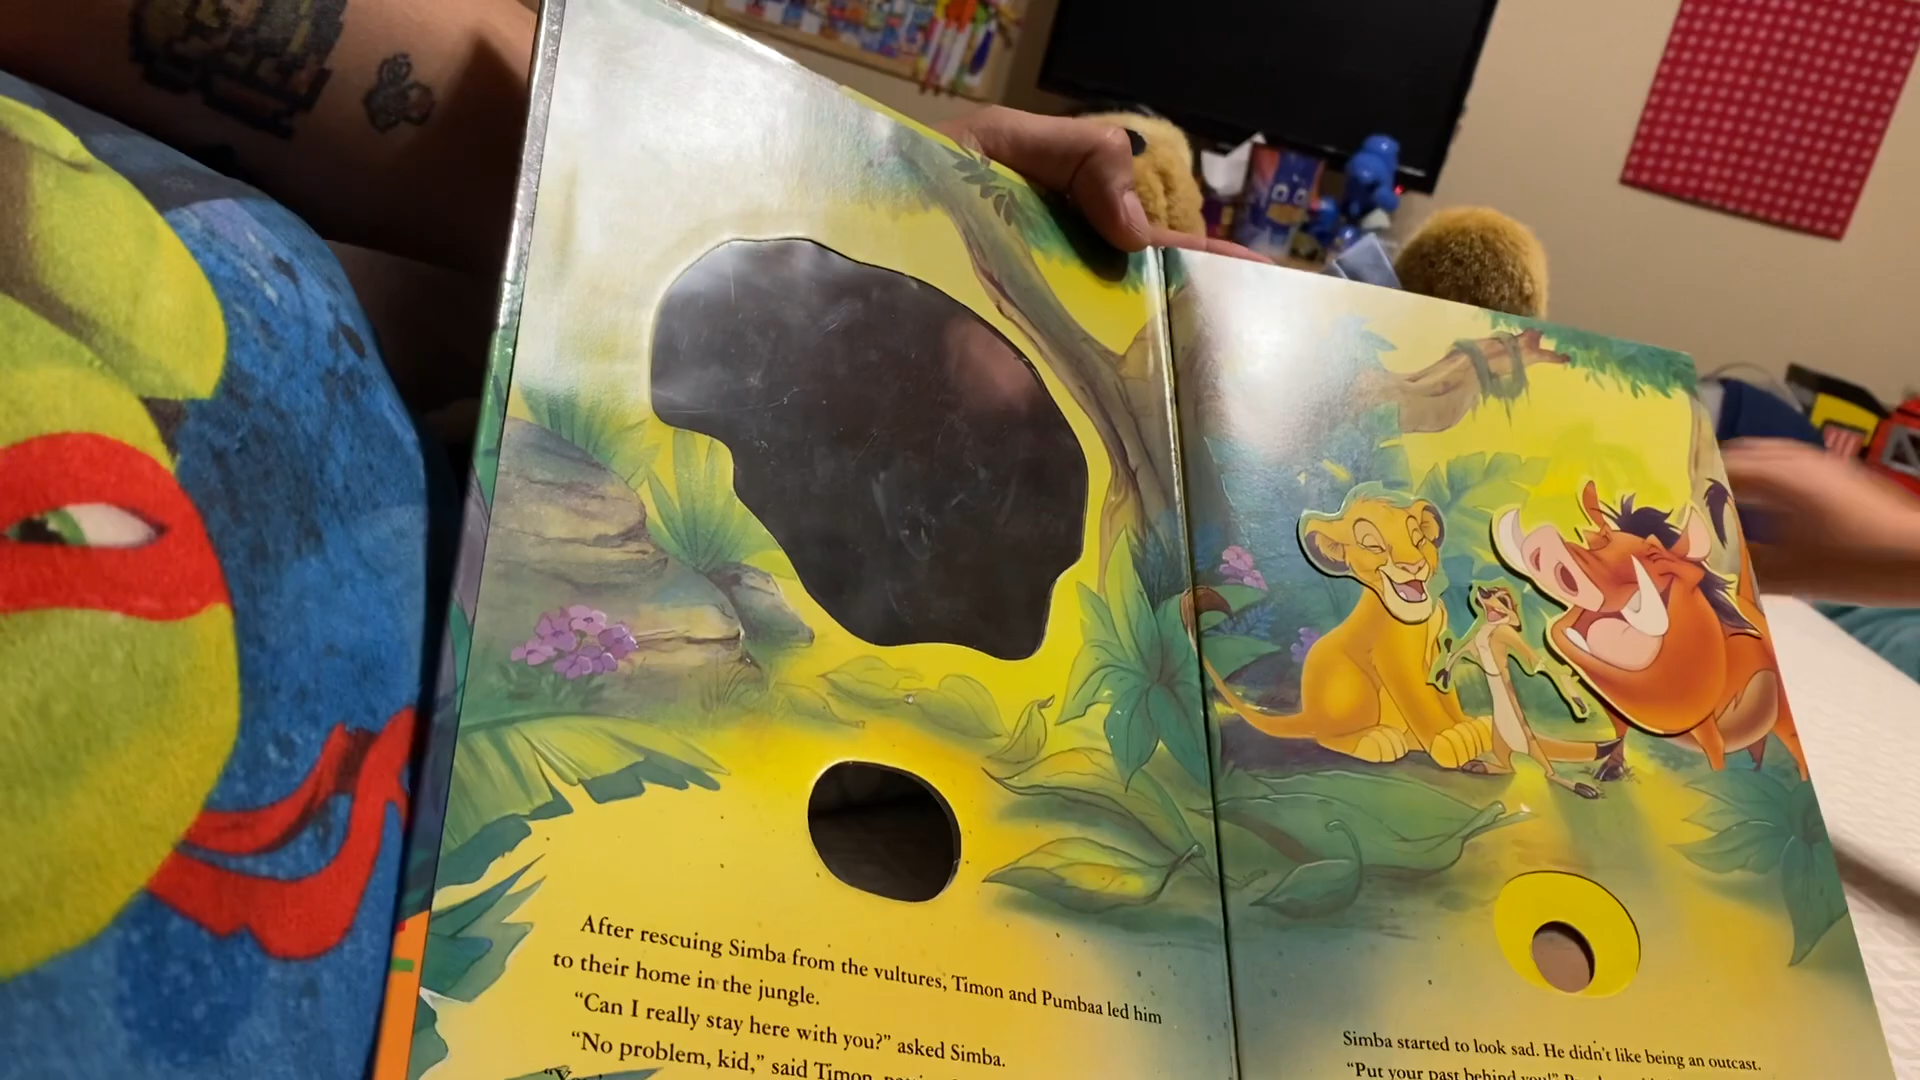 After rescuing Simba from the vultures, Timon and Pumbaa led him
to their home in the jungle.
“Can I really stay here with you?” asked Simba.
“No problem, kid,” said Timon,
Simba started to look sad. He didn't like being an outcast.
“Put your past behind you!”